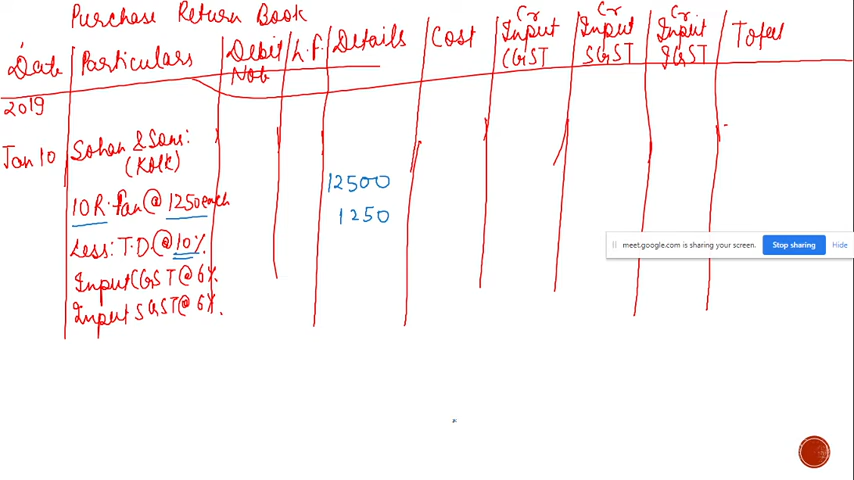 Purchase Return Book
Date Particulars Debit Not L.F. Details Cost Cr Input CGST Cr Input SGST Cr Input IGST Total
2019
Jan 10 Sohan & Sons:
(Kolk)
12500
10 R. Fan @ 1250 each
1250
Less: T.D @ 10%
Input CGST @ 6%
Input SGST @ 6%.
meet.google.com is sharing your screen. Stop sharing Hide